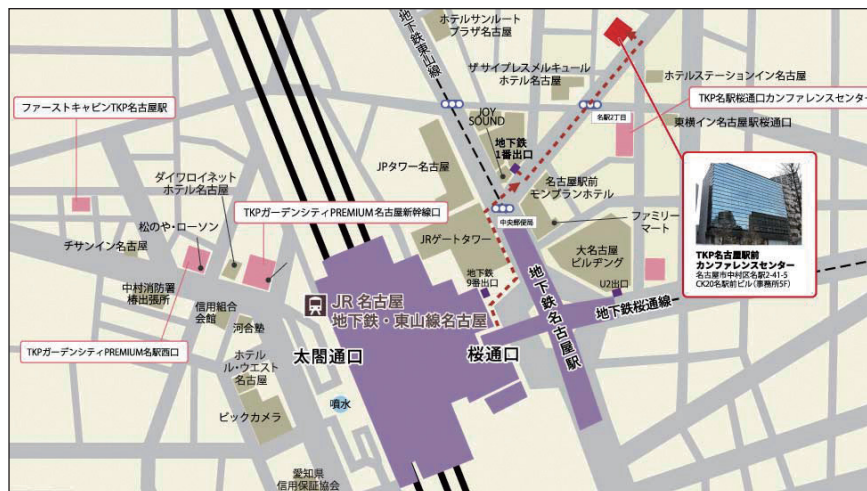 ホテルサンルート
プラザ名古屋
地下鉄東山線
ザ サイプレスメルキュール
ホテル名古屋
ホテルステーションイン名古屋
ファーストキャビンTKP名古屋駅
JOY
SOUND
名駅2丁目
TKP名駅桜通口カンファレンスセンター
東横イン名古屋駅桜通口
地下鉄
1番出口
JPタワー名古屋
ダイワロイネット
ホテル名古屋
松のや・ローソン
TKPガーデンシティPREMIUM名古屋新幹線口
名古屋駅前
モンブランホテル
中央郵便局
ファミリー
マート
JRゲートタワー
大名古屋
ビルヂング
チサンイン名古屋
TKP名古屋駅前
カンファレンスセンター
名古屋市中村区名駅2-41-5
CK20名駅前ビル(事務所5F)
地下鉄
9番出口
U2出口
中村消防署
椿出張所
信用組合
会館
JR 名古屋
地下鉄・東山線名古屋
地下鉄名古屋駅
地下鉄桜通線
河合塾
TKPガーデンシティPREMIUM名駅西口
太閤通口
桜通口
ホテル
ル・ウエスト
名古屋
噴水
ビックカメラ
愛知県
信用保証協会